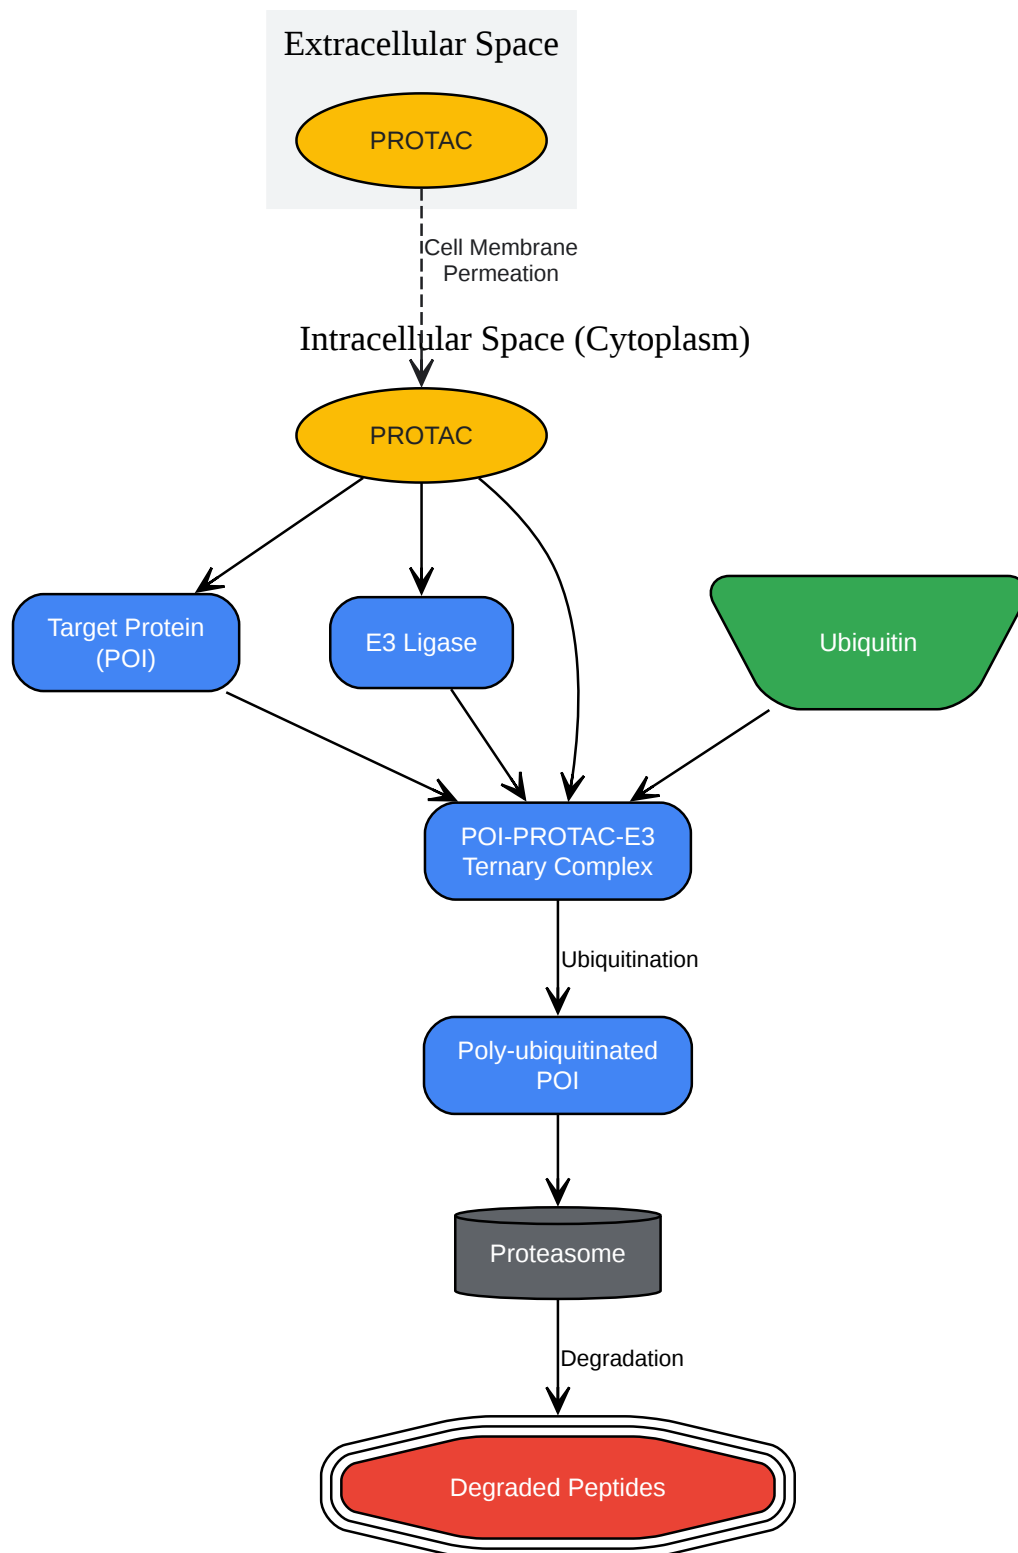 Extracellular Space
PROTAC
Cell Membrane
Permeation
Intracellular Space (Cytoplasm)
PROTAC
Target Protein
(POI)
E3 Ligase
Ubiquitin
POI-PROTAC-E3
Ternary Complex
Ubiquitination
Poly-ubiquitinated
POI
Proteasome
Degradation
Degraded Peptides